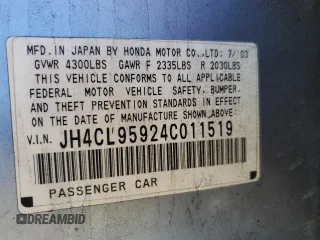 MFD. IN JAPAN BY HONDA MOTOR CO.,LTD: 7/03
GVWR 4300LBS GAWR F 2335LBS R 2030LBS
THIS VEHICLE CONFORMS TO ALL APPLICABLE
FEDERAL MOTOR VEHICLE SAFETY, BUMPER,
AND THEFT PREVENTION STANDARDS IN EFFECT
ON THE DATE OF MANUFACTURE SHOWN ABOVE:
V.I.N. JH4CL95924C011519
PASSENGER CAR
DREAMBID